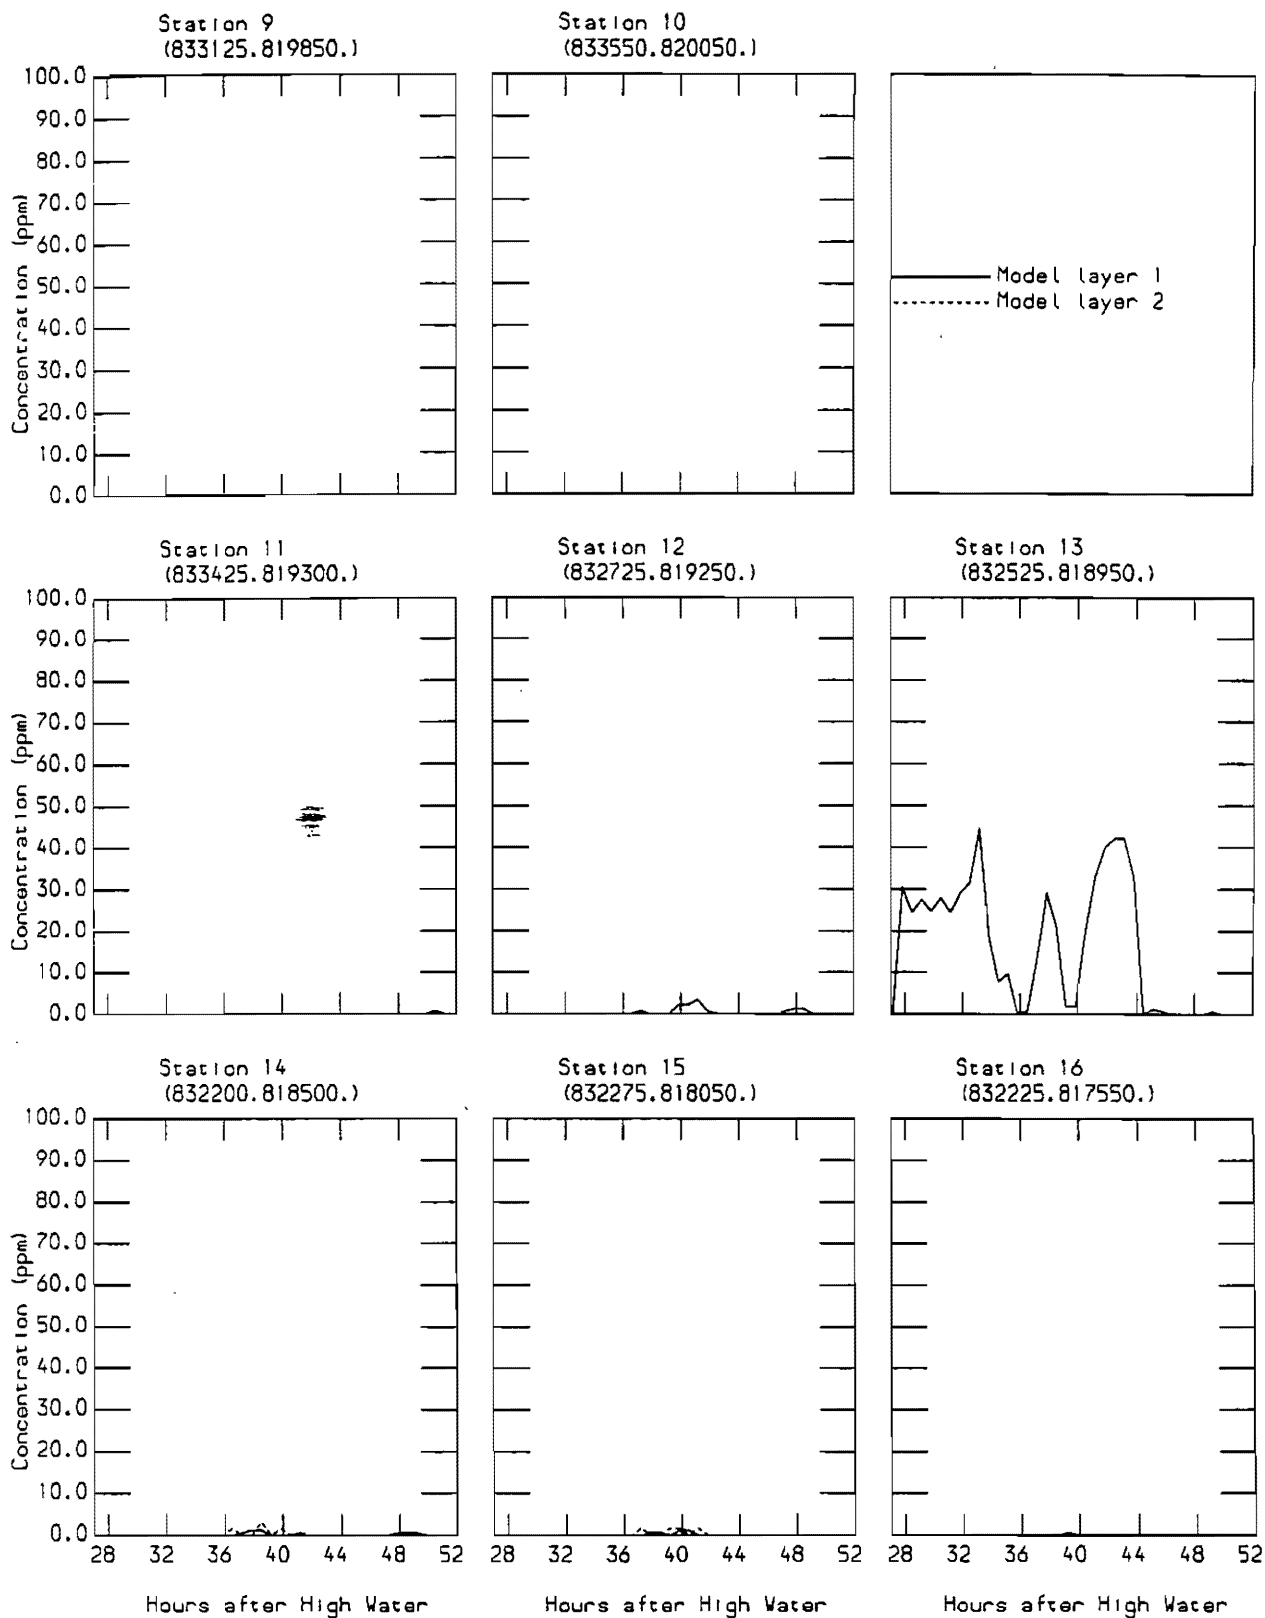 Station 9
(833125.819850.)
Station 10
(833550.820050.)
100.0
90.0
80.0
70.0
60.0
50.0
40.0
30.0
20.0
10.0
0.0
Concentration (ppm)
Model layer 1
Model layer 2
Station 11
(833425.819300.)
Station 12
(832725.819250.)
Station 13
(832525.818950.)
100.0
90.0
80.0
70.0
60.0
50.0
40.0
30.0
20.0
10.0
0.0
Concentration (ppm)
Station 14
(832200.818500.)
Station 15
(832275.818050.)
Station 16
(832225.817550.)
100.0
90.0
80.0
70.0
60.0
50.0
40.0
30.0
20.0
10.0
0.0
Concentration (ppm)
28 32 36 40 44 48 52
28 32 36 40 44 48 52
28 32 36 40 44 48 52
Hours after High Water
Hours after High Water
Hours after High Water